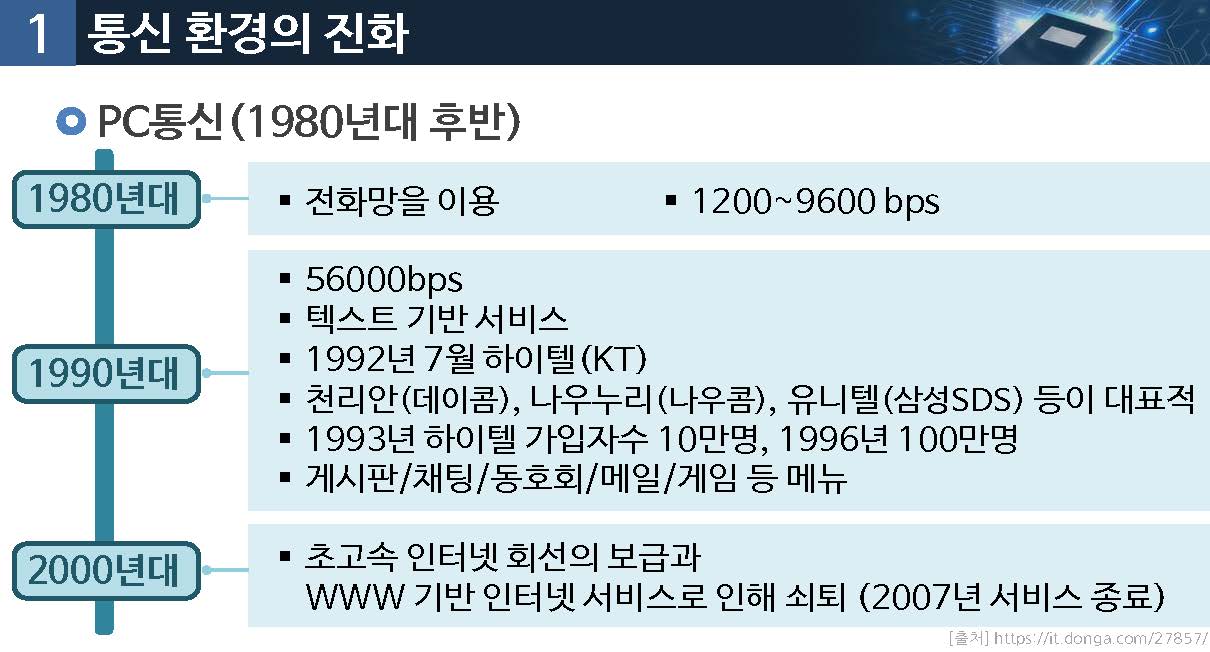 1 통신 환경의 진화
PC통신(1980년대 후반)
1980년대
▪ 전화망을 이용 ▪ 1200~9600 bps
1990년대
▪ 56000bps
▪ 텍스트 기반 서비스
▪ 1992년 7월 하이텔(KT)
▪ 천리안(데이콤), 나우누리(나우콤), 유니텔(삼성SDS) 등이 대표적
▪ 1993년 하이텔 가입자수 10만명, 1996년 100만명
▪ 게시판/채팅/동호회/메일/게임 등 메뉴
2000년대
▪ 초고속 인터넷 회선의 보급과
WWW 기반 인터넷 서비스로 인해 쇠퇴 (2007년 서비스 종료)
[출처] https://it.donga.com/27857/